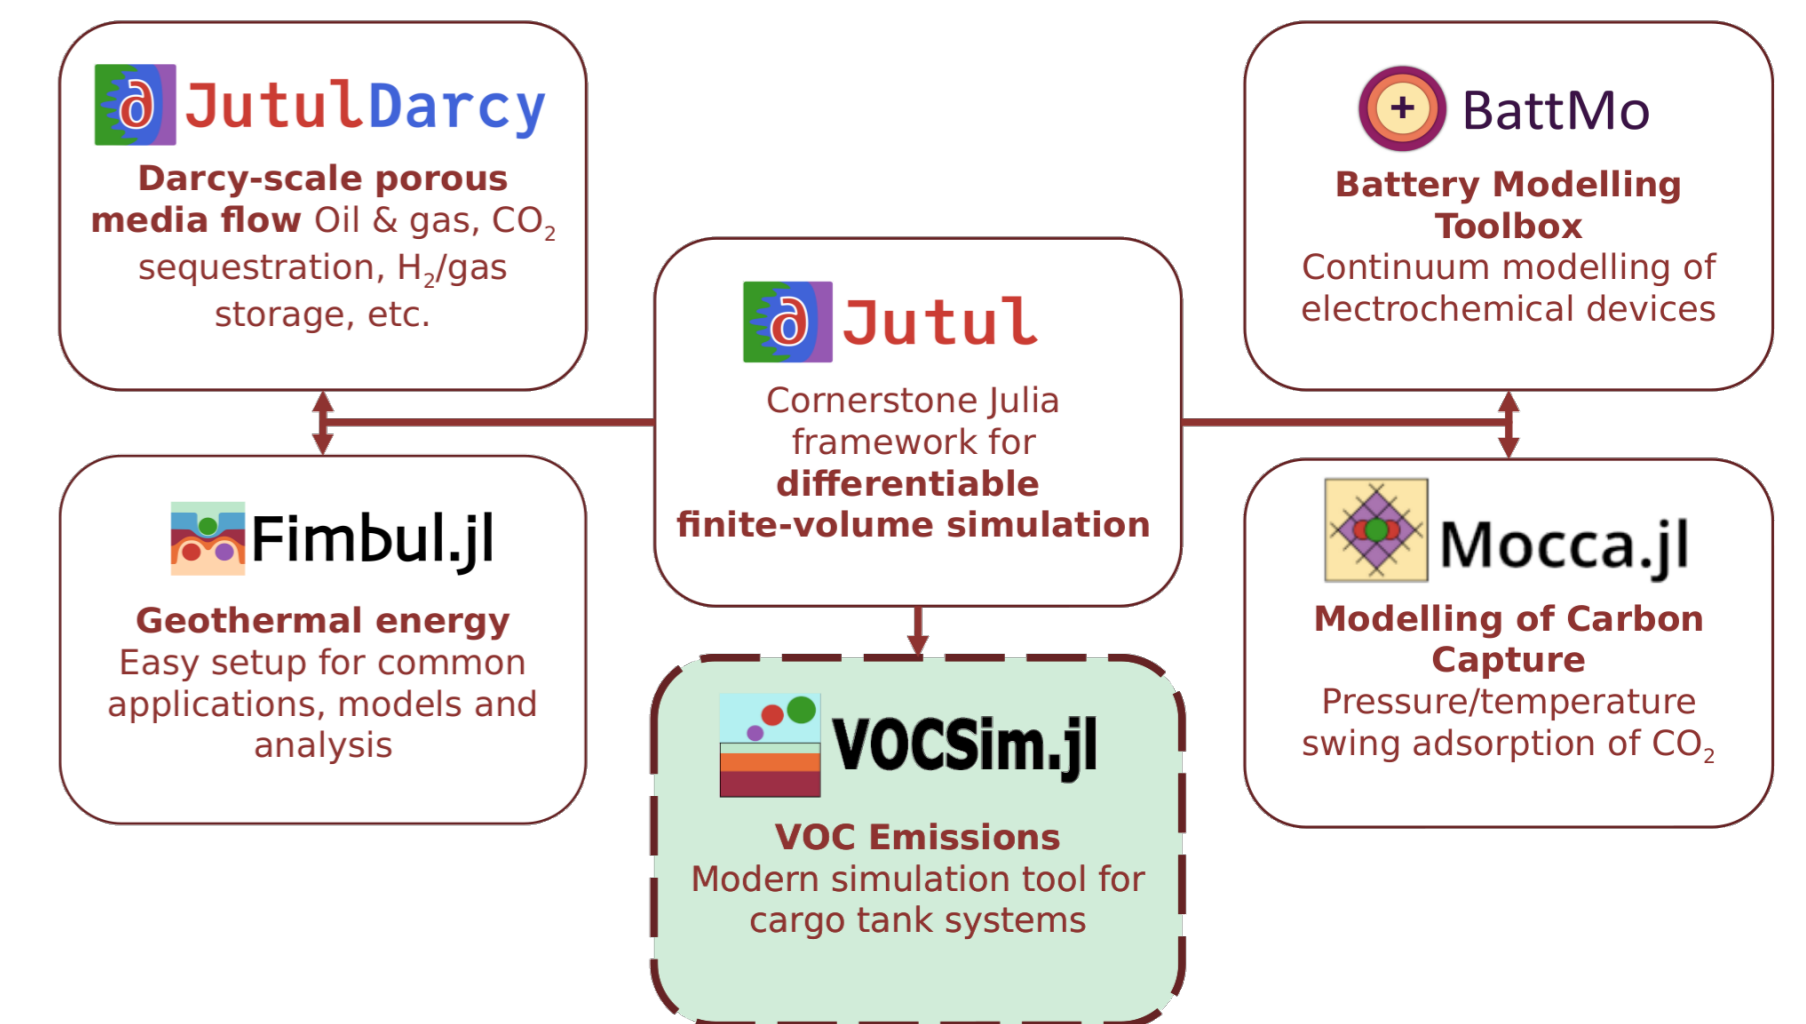 JutulDarcy
Darcy-scale porous
media flow Oil & gas, CO₂
sequestration, H₂/gas
storage, etc.
BattMo
Battery Modelling
Toolbox
Continuum modelling of
electrochemical devices
Jutul
Cornerstone Julia
framework for
differentiable
finite-volume simulation
Fimbul.jl
Geothermal energy
Easy setup for common
applications, models and
analysis
Mocca.jl
Modelling of Carbon
Capture
Pressure/temperature
swing adsorption of CO₂
VOCSim.jl
VOC Emissions
Modern simulation tool for
cargo tank systems